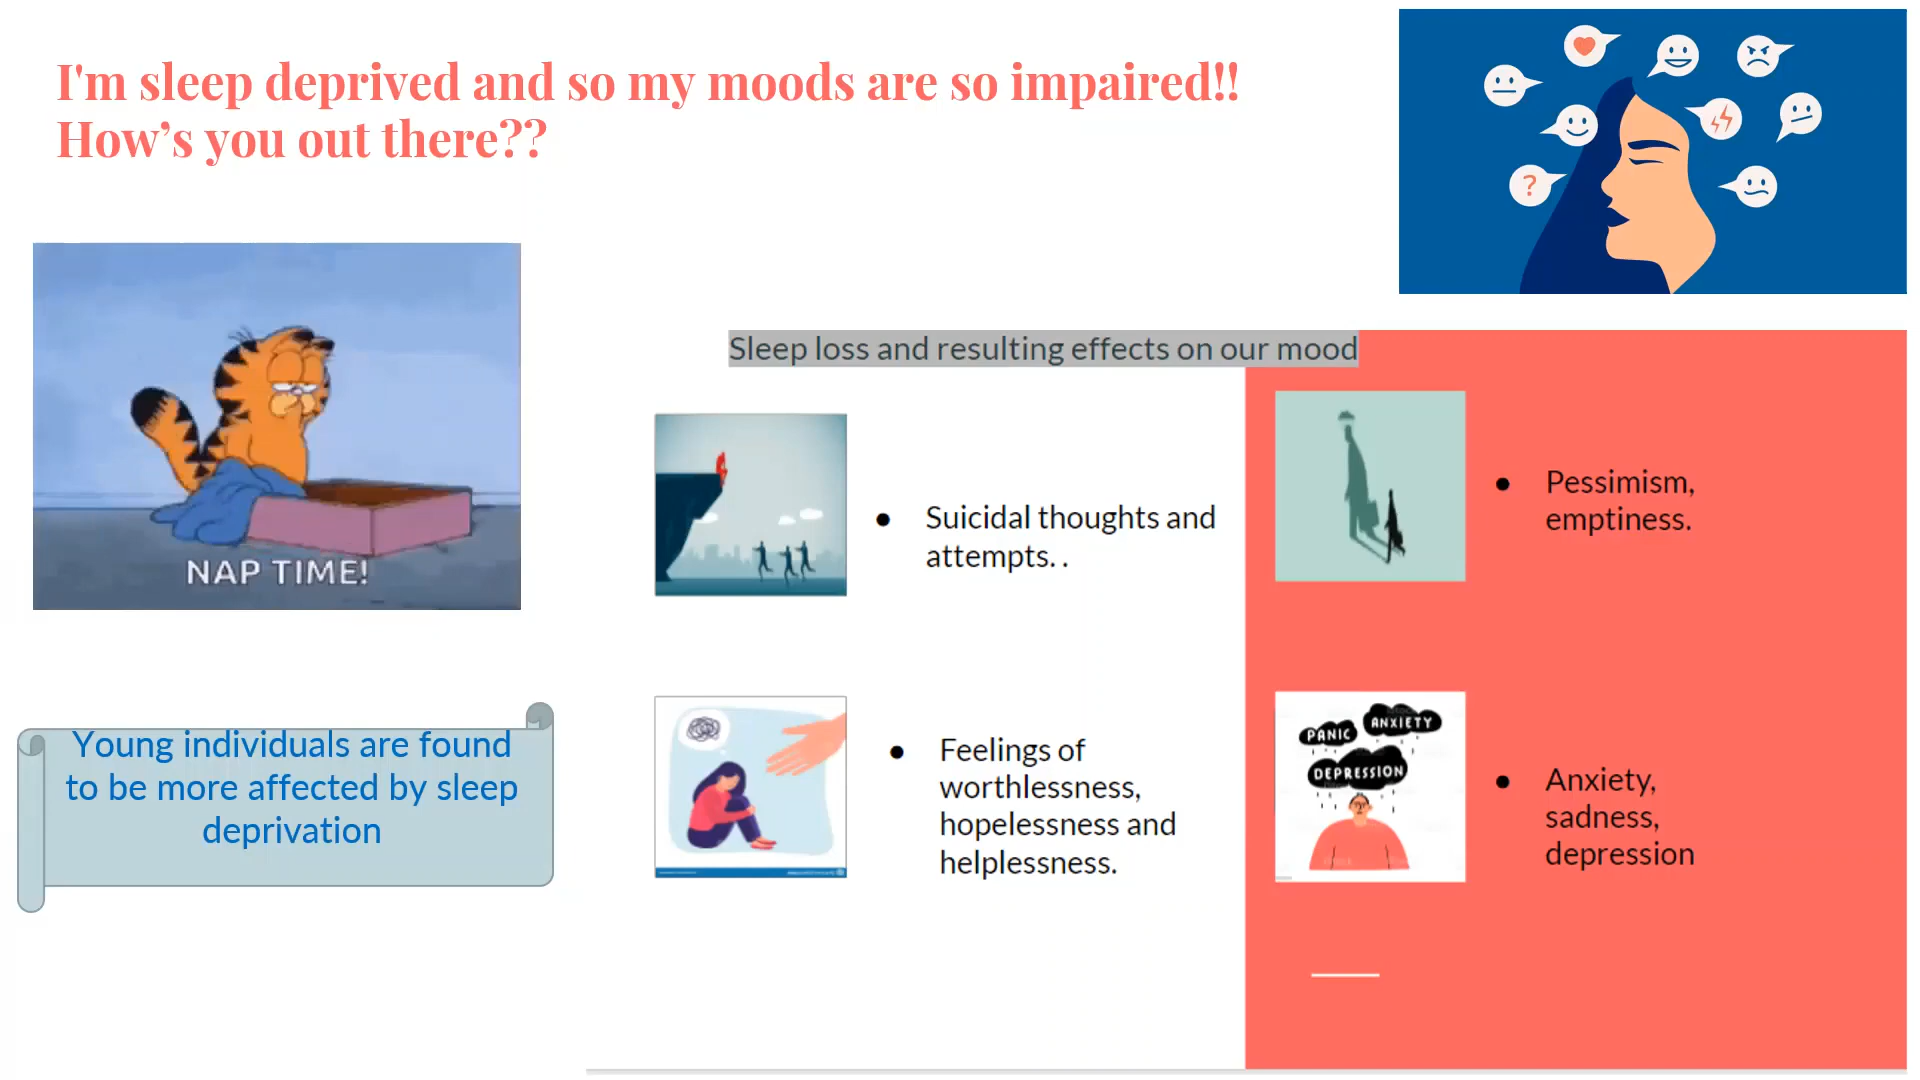 I'm sleep deprived and so my moods are so impaired!!
How’s you out there??
?
NAP TIME!
Young individuals are found
to be more affected by sleep
deprivation
Sleep loss and resulting effects on our mood
● Suicidal thoughts and
attempts. .
● Pessimism,
emptiness.
● Feelings of
worthlessness,
hopelessness and
helplessness.
PANIC
ANXIETY
DEPRESSION
● Anxiety,
sadness,
depression